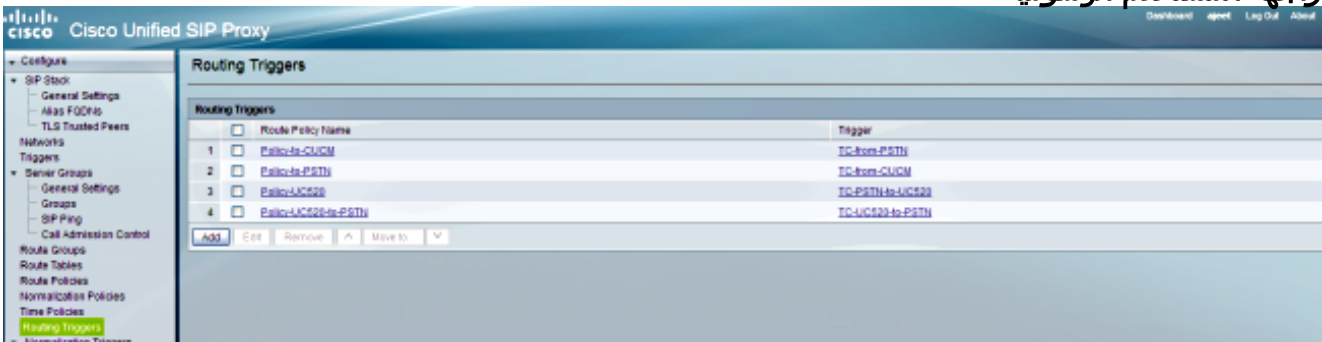 Dashboard ajeet Log Out About
cisco Cisco Unified SIP Proxy
Configure
SIP Stack
General Settings
Alias FQDNs
TLS Trusted Peers
Networks
Triggers
Server Groups
General Settings
Groups
SIP Ping
Call Admission Control
Route Groups
Route Tables
Route Policies
Normalization Policies
Time Policies
Routing Triggers
Normalization Triggers
Routing Triggers
Routing Triggers
Route Policy Name Trigger
1 Policy-to-CUCM TC-from-PSTN
2 Policy-to-PSTN TC-from-CUCM
3 Policy-UC520 TC-PSTN-to-UC520
4 Policy-UC520-to-PSTN TC-UC520-to-PSTN
Add Edit Remove Move to